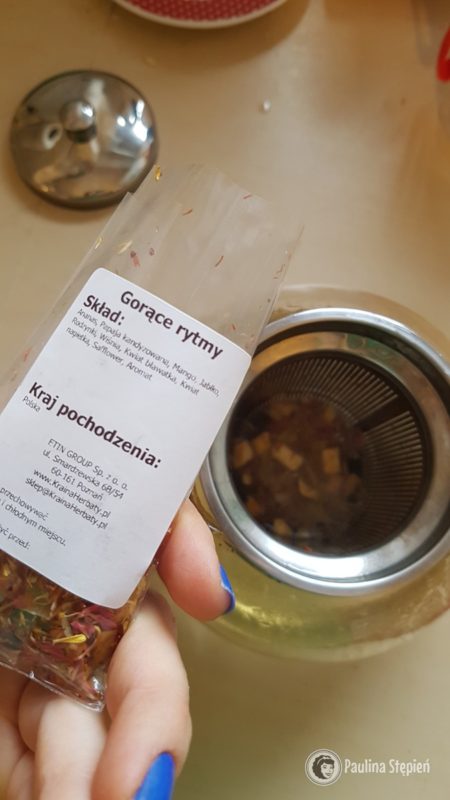 Gorące rytmy
Skład:
Ananas, Papaja kandyzowana, Mango, Jabłko,
Rodzynki, Wiśnia, Kwiat bławatka, Kwiat
nagietka, Safflower, Aromat
Kraj pochodzenia:
Polska
FTN GROUP Sp. z o. o.
ul. Smardzewska 6B/54
60-161 Poznań
www.KrainaHerbaty.pl
sklep@KrainaHerbaty.pl
przechowywać
i chłodnym miejscu.
przed:
Paulina Stępień